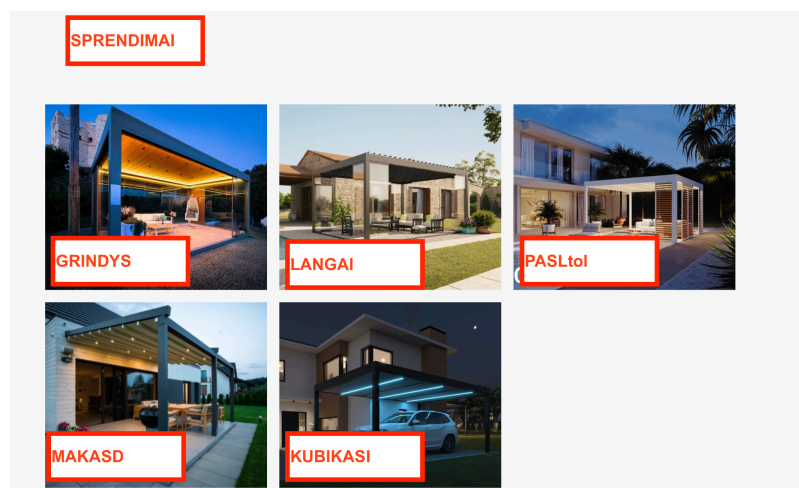 SPRENDIMAI
GRINDYS
LANGAI
PASLtol
MAKASD
KUBIKASI